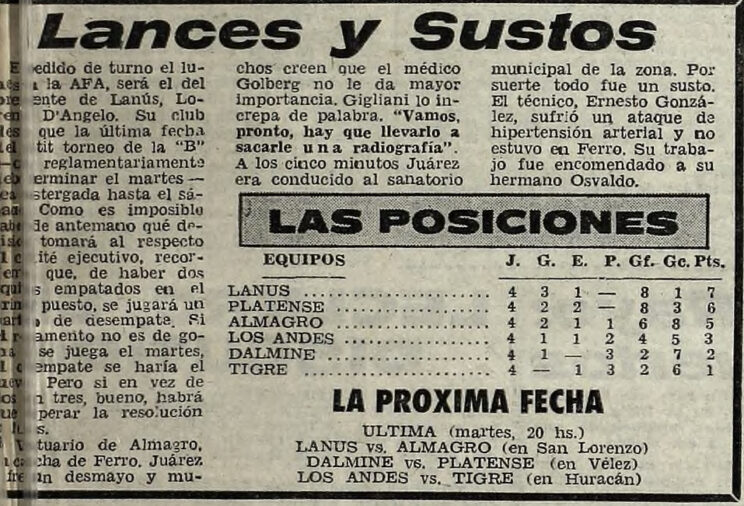 Lances y Sustos
edido de turno el lu-
a la AFA, será el del
ente de Lanús, Lo-
D'Angelo. Su club
que la última fecha
tit torneo de la "B"
reglamentariamente
erminar el martes —
stergada hasta el sá-
Como es imposible
de antemano qué de-
tomará al respecto
ité ejecutivo, recor-
que, de haber dos
s empatados en el
puesto, se jugará un
de desempate. Si
amento no es de go-
se juega el martes,
empate se haría el
Pero si en vez de
tres, bueno, habrá
perar la resolución
s.
tuario de Almagro,
cha de Ferro. Juárez
un desmayo y mu-
chos creen que el médico
Golberg no le da mayor
importancia. Gigliani lo in-
crepa de palabra. "Vamos,
pronto, hay que llevarlo a
sacarle una radiografía".
A los cinco minutos Juárez
era conducido al sanatorio
municipal de la zona. Por
suerte todo fue un susto.
El técnico, Ernesto Gonzá-
lez, sufrió un ataque de
hipertensión arterial y no
estuvo en Ferro. Su traba-
jo fue encomendado a su
hermano Osvaldo.
LAS POSICIONES
EQUIPOS J. G. E. P. Gf. Gc. Pts.
LANUS 4 3 1 — 8 1 7
PLATENSE 4 2 2 — 8 3 6
ALMAGRO 4 2 1 1 6 8 5
LOS ANDES 4 1 1 2 4 5 3
DALMINE 4 1 — 3 2 7 2
TIGRE 4 — 1 3 2 6 1
LA PROXIMA FECHA
ULTIMA (martes, 20 hs.)
LANUS vs. ALMAGRO (en San Lorenzo)
DALMINE vs. PLATENSE (en Vélez)
LOS ANDES vs. TIGRE (en Huracán)